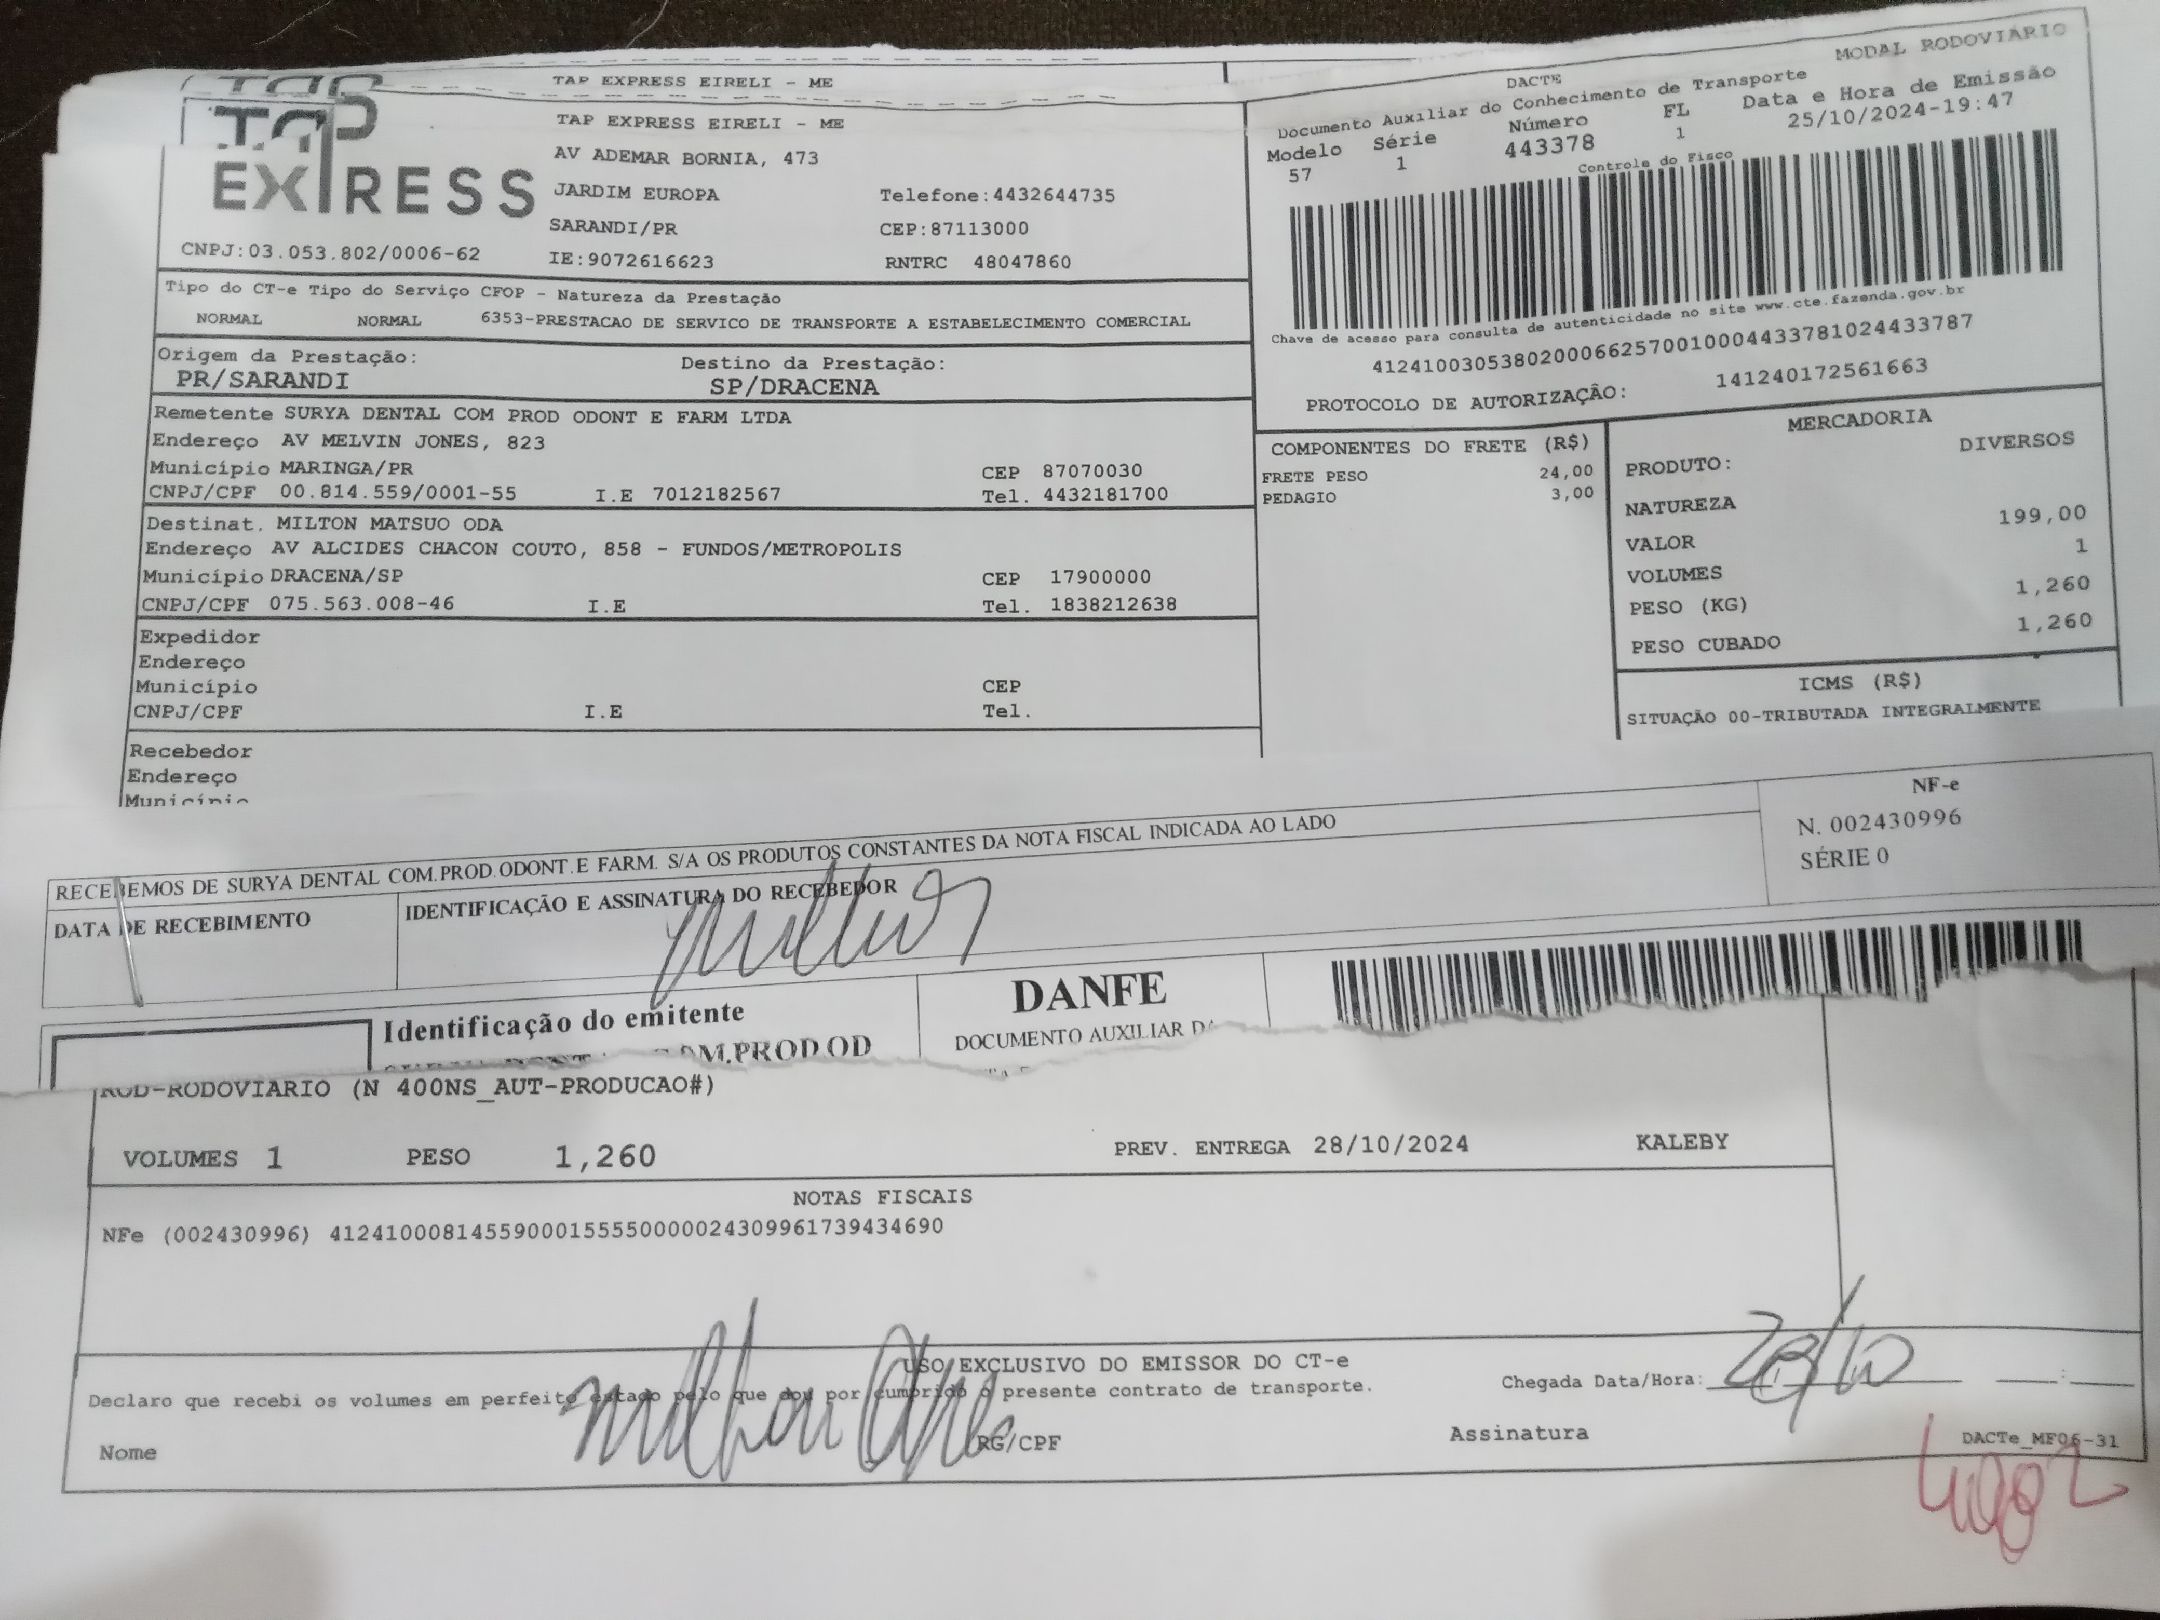 TAP EXPRESS EIRELI - ME
TAP
EXPRESS
TAP EXPRESS EIRELI - ME
AV ADEMAR BORNIA, 473
JARDIM EUROPA Telefone:4432644735
SARANDI/PR CEP:87113000
CNPJ:03.053.802/0006-62 IE:9072616623 RNTRC 48047860
MODAL RODOVIÁRIO
DACTE
Documento Auxiliar do Conhecimento de Transporte
Modelo Série Número FL Data e Hora de Emissão
57 1 443378 1 25/10/2024-19:47
Controle do Fisco
Chave de acesso para consulta de autenticidade no site www.cte.fazenda.gov.br
41241003053802000662570010004433781024433787
PROTOCOLO DE AUTORIZAÇÂO: 141240172561663
Tipo do CT-e Tipo do Serviço CFOP - Natureza da Prestação
NORMAL NORMAL 6353-PRESTACAO DE SERVICO DE TRANSPORTE A ESTABELECIMENTO COMERCIAL
Origem da Prestação: Destino da Prestação:
PR/SARANDI SP/DRACENA
Remetente SURYA DENTAL COM PROD ODONT E FARM LTDA
Endereço AV MELVIN JONES, 823
Município MARINGA/PR CEP 87070030
CNPJ/CPF 00.814.559/0001-55 I.E 7012182567 Tel. 4432181700
Destinat. MILTON MATSUO ODA
Endereço AV ALCIDES CHACON COUTO, 858 - FUNDOS/METROPOLIS
Município DRACENA/SP CEP 17900000
CNPJ/CPF 075.563.008-46 I.E Tel. 1838212638
Expedidor
Endereço
Município CEP
CNPJ/CPF I.E Tel.
Recebedor
Endereço
Município
COMPONENTES DO FRETE (R$)
FRETE PESO 24,00
PEDAGIO 3,00
MERCADORIA
PRODUTO: DIVERSOS
NATUREZA
VALOR 199,00
VOLUMES 1
PESO (KG) 1,260
PESO CUBADO 1,260
ICMS (R$)
SITUAÇÃO 00-TRIBUTADA INTEGRALMENTE
RECEBEMOS DE SURYA DENTAL COM.PROD.ODONT.E FARM. S/A OS PRODUTOS CONSTANTES DA NOTA FISCAL INDICADA AO LADO
NF-e
N. 002430996
SÉRIE 0
DATA DE RECEBIMENTO IDENTIFICAÇÃO E ASSINATURA DO RECEBEDOR
Identificação do emitente
COM.PROD.OD
DANFE
DOCUMENTO AUXILIAR DA
ROD-RODOVIARIO (N 400NS_AUT-PRODUCAO#)
VOLUMES 1 PESO 1,260 PREV. ENTREGA 28/10/2024 KALEBY
NOTAS FISCAIS
NFe (002430996) 41241000814559000155550000024309961739434690
USO EXCLUSIVO DO EMISSOR DO CT-e
Declaro que recebi os volumes em perfeito estado pelo que dou por cumprido o presente contrato de transporte.
Chegada Data/Hora: 28/10
Nome RG/CPF Assinatura
DACTe_MF06-31